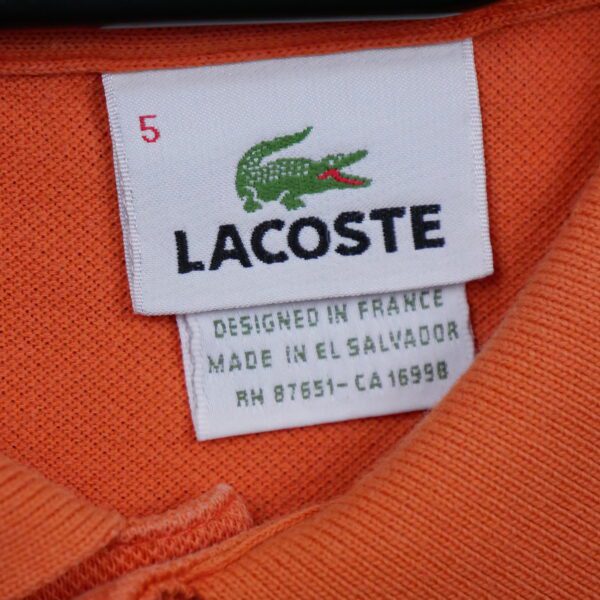 5
LACOSTE
DESIGNED IN FRANCE
MADE IN EL SALVADOR
RN 87651-CA 16998